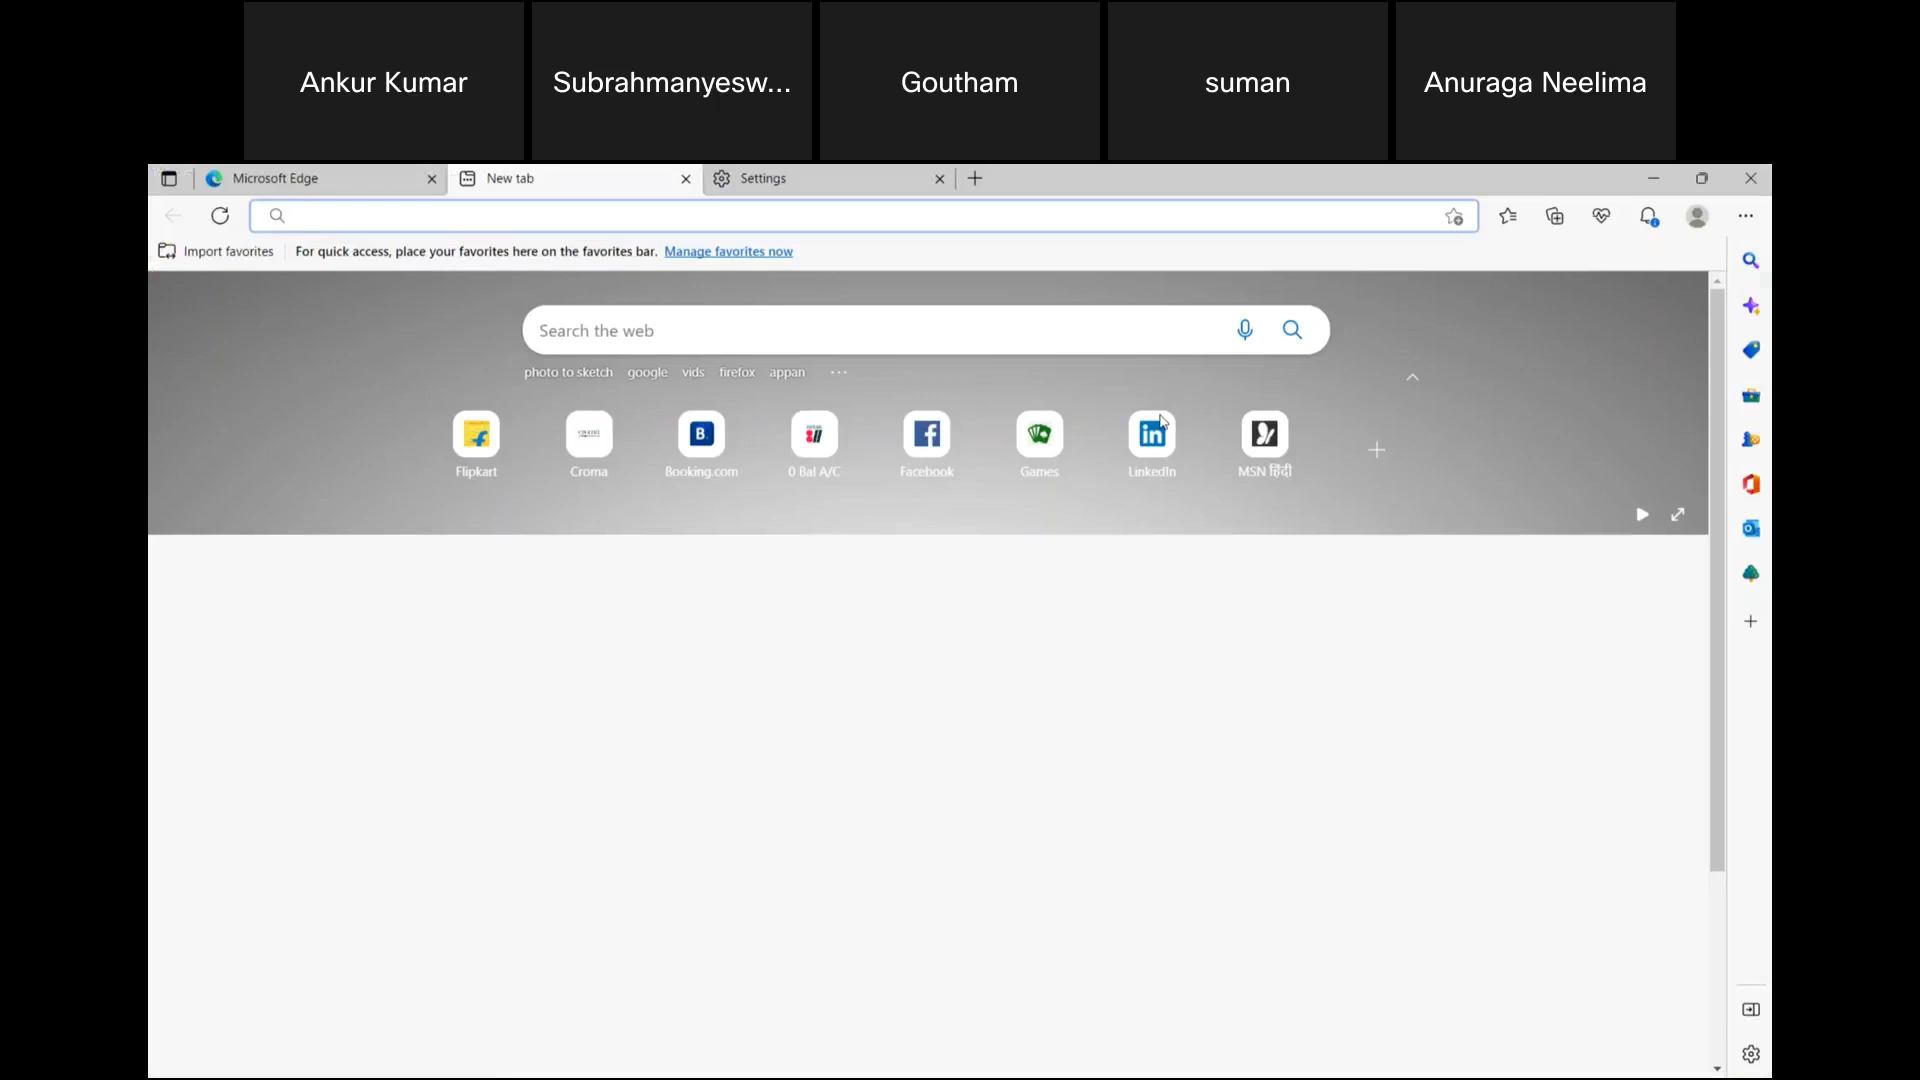 Ankur Kumar
Subrahmanyesw...
Goutham
suman
Anuraga Neelima
Microsoft Edge
New tab
Settings
Import favorites
For quick access, place your favorites here on the favorites bar. Manage favorites now
Search the web
photo to sketch google vids firefox appan ...
B.
f
in
Flipkart
Croma
Booking.com
0 Bal A/C
Facebook
Games
LinkedIn
MSN हिंदी